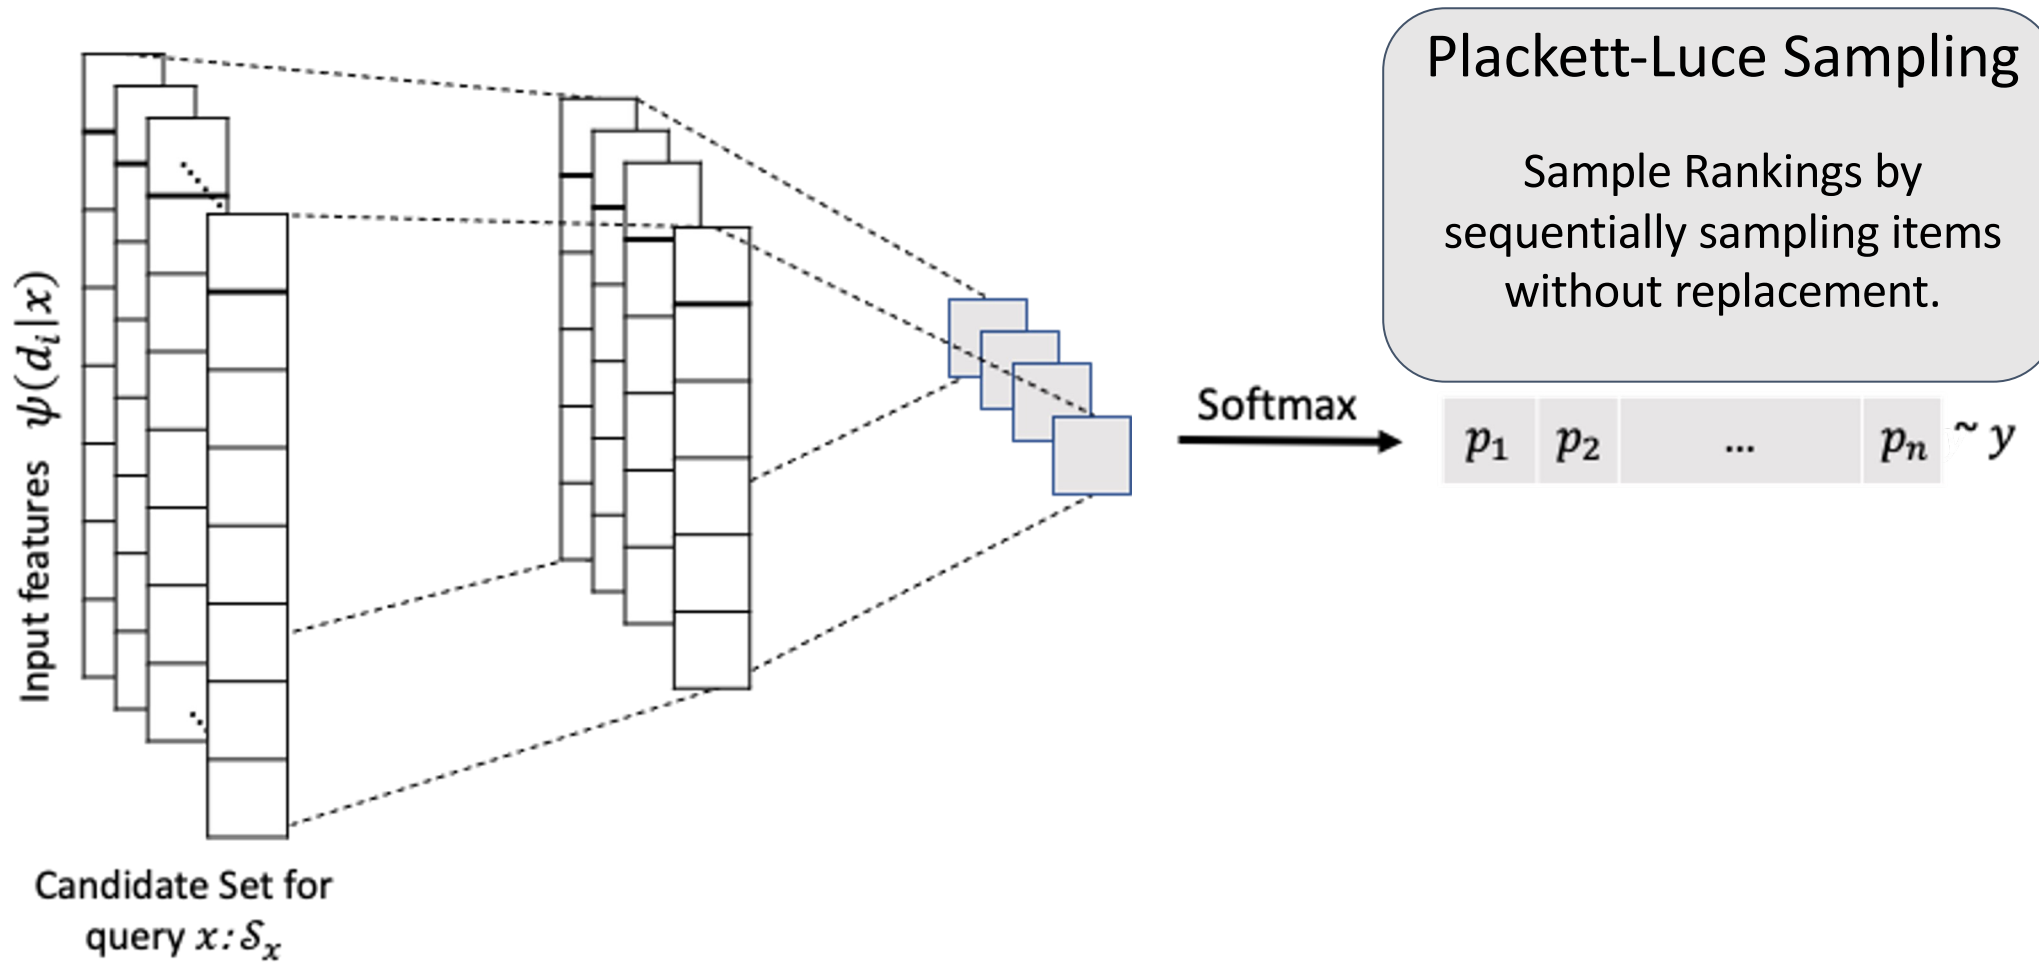 Plackett-Luce Sampling
Sample Rankings by
sequentially sampling items
without replacement.
Input features ψ(dᵢ|x)
Softmax
p₁ p₂ ... pₙ ~ y
Candidate Set for
query x: 𝒮ₓ